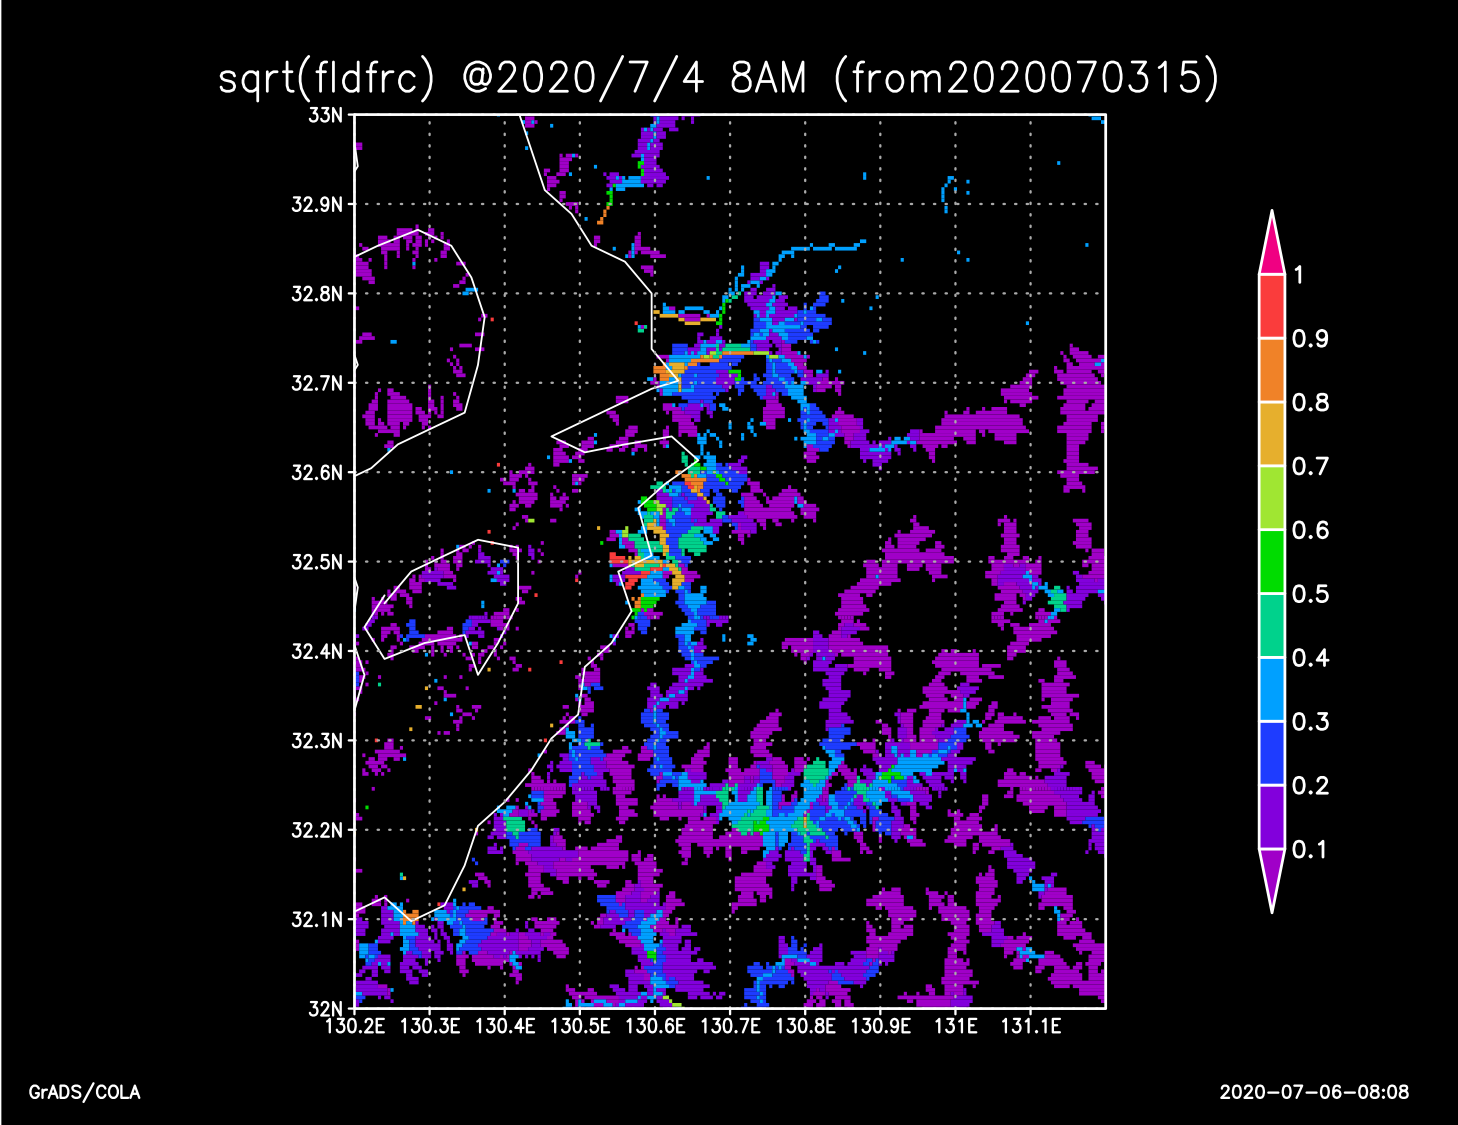 sqrt(fldfrc) @2020/7/4 8AM (from2020070315)
33N
32.9N
32.8N
32.7N
32.6N
32.5N
32.4N
32.3N
32.2N
32.1N
32N
130.2E 130.3E 130.4E 130.5E 130.6E 130.7E 130.8E 130.9E 131E 131.1E
1
0.9
0.8
0.7
0.6
0.5
0.4
0.3
0.2
0.1
GrADS/COLA
2020-07-06-08:08